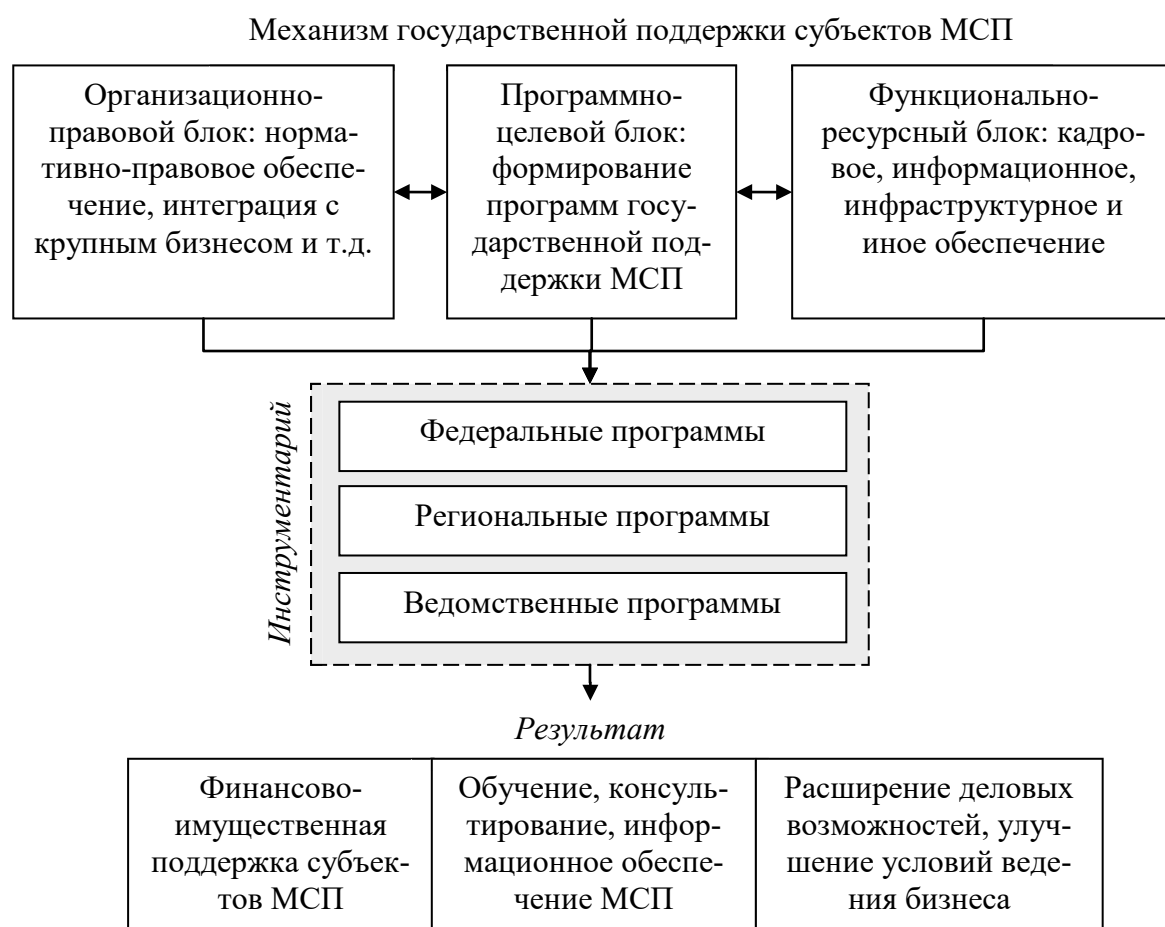 Механизм государственной поддержки субъектов МСП
Организационно-
правовой блок: норма-
тивно-правовое обеспе-
чение, интеграция с
крупным бизнесом и т.д.
Программно-
целевой блок:
формирование
программ госу-
дарственной под-
держки МСП
Функционально-
ресурсный блок: кадро-
вое, информационное,
инфраструктурное и
иное обеспечение
Инструментарий
Федеральные программы
Региональные программы
Ведомственные программы
Результат
Финансово-
имущественная
поддержка субъек-
тов МСП
Обучение, консуль-
тирование, инфор-
мационное обеспе-
чение МСП
Расширение деловых
возможностей, улуч-
шение условий веде-
ния бизнеса